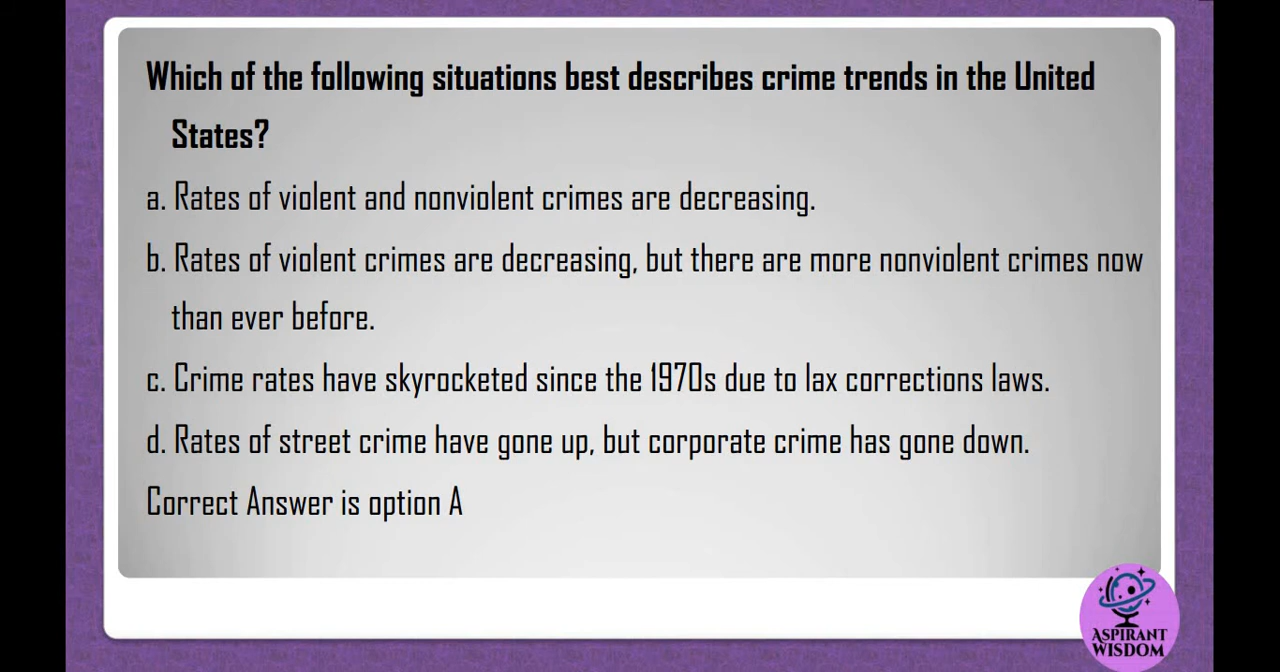 Which of the following situations best describes crime trends in the United
States?
a. Rates of violent and nonviolent crimes are decreasing.
b. Rates of violent crimes are decreasing, but there are more nonviolent crimes now
than ever before.
c. Crime rates have skyrocketed since the 1970s due to lax corrections laws.
d. Rates of street crime have gone up, but corporate crime has gone down.
Correct Answer is option A
ASPIRANT
WISDOM